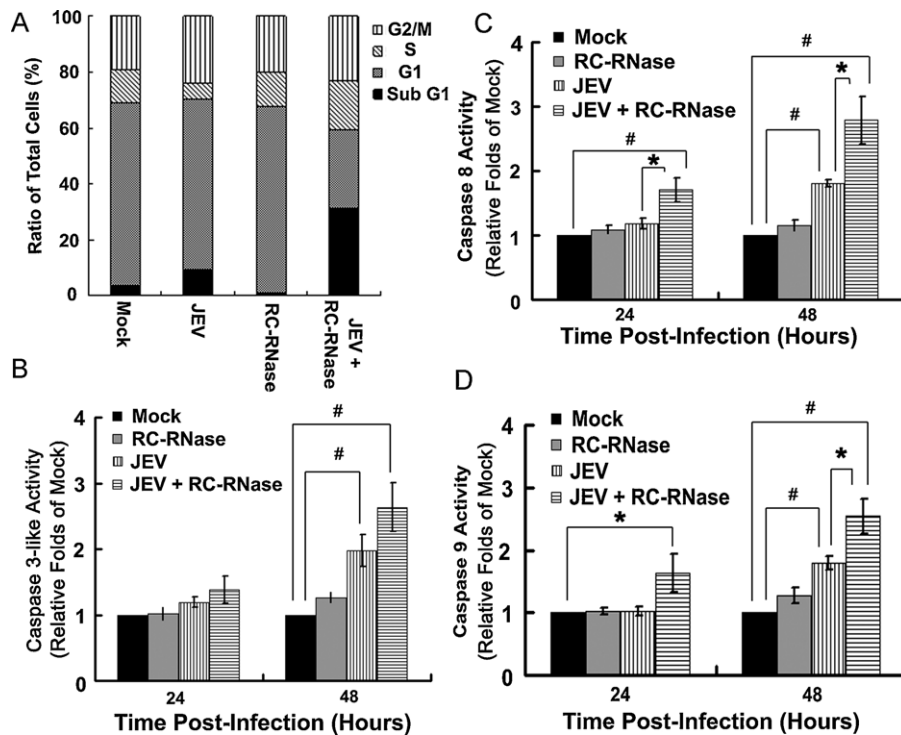 A
Ratio of Total Cells (%)
100
80
60
40
20
0
G2/M
S
G1
Sub G1
Mock
JEV
RC-RNase
JEV +
RC-RNase
B
Caspase 3-like Activity
(Relative Folds of Mock)
4
3
2
1
0
Mock
RC-RNase
JEV
JEV + RC-RNase
#
#
24
48
Time Post-Infection (Hours)
C
Caspase 8 Activity
(Relative Folds of Mock)
4
3
2
1
0
Mock
RC-RNase
JEV
JEV + RC-RNase
#
*
#
#
*
24
48
Time Post-Infection (Hours)
D
Caspase 9 Activity
(Relative Folds of Mock)
4
3
2
1
0
Mock
RC-RNase
JEV
JEV + RC-RNase
*
#
#
*
24
48
Time Post-Infection (Hours)